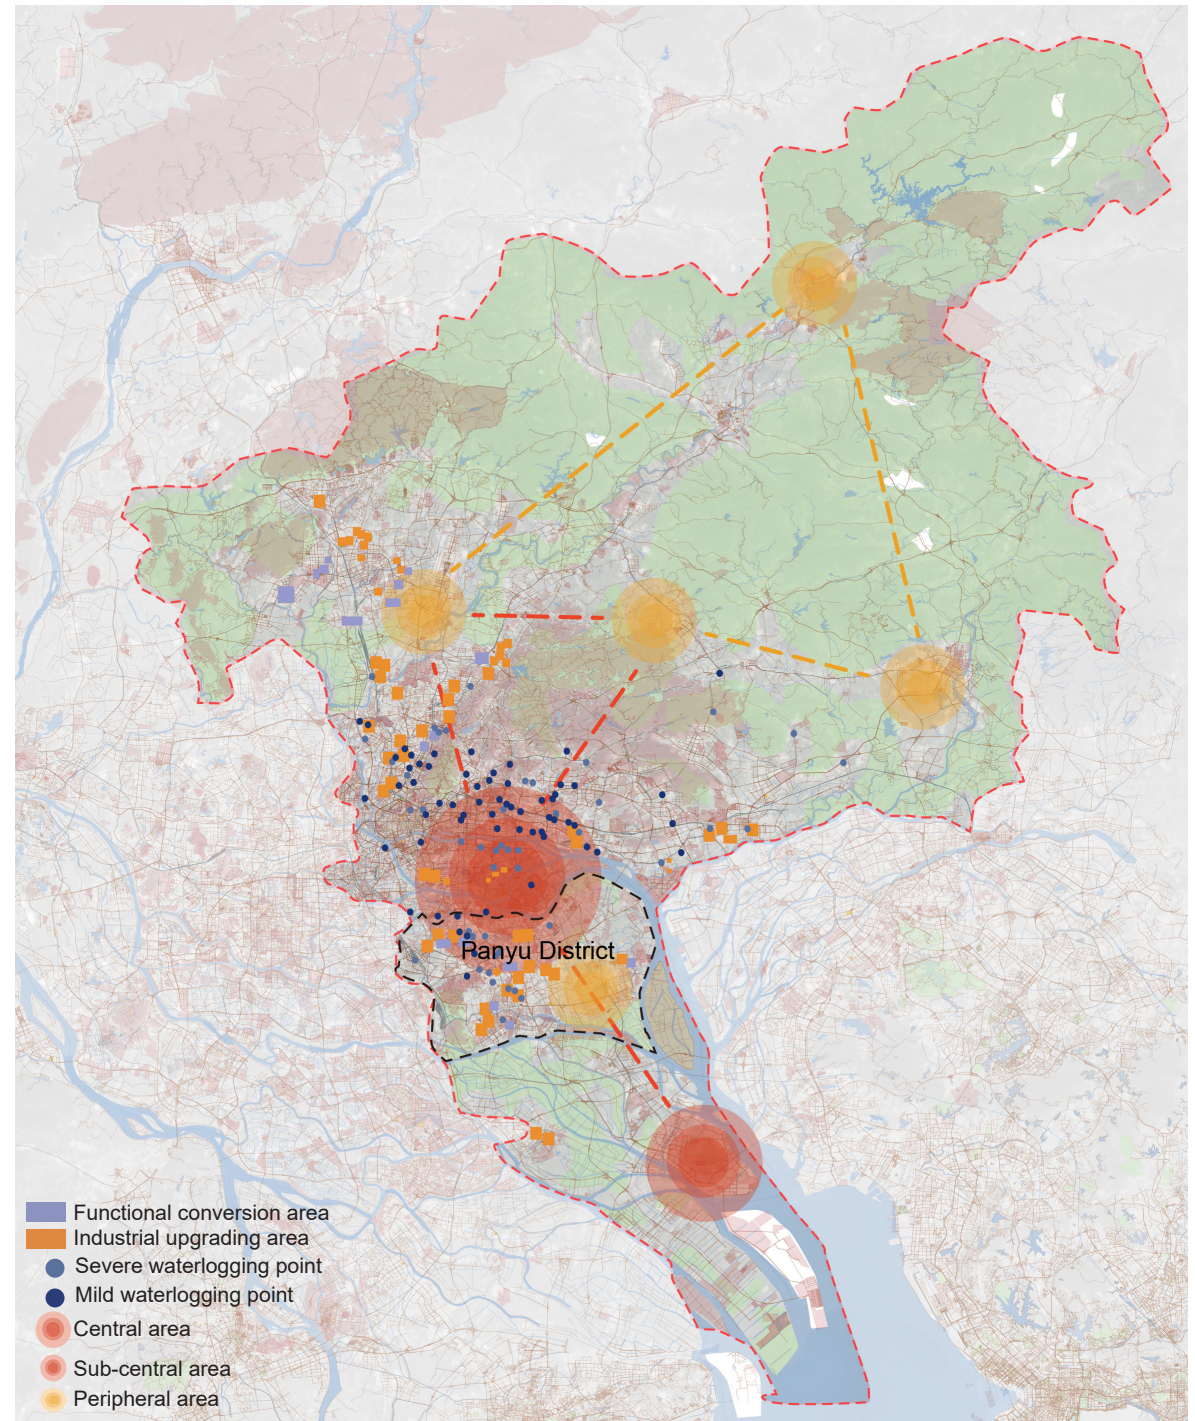 Panyu District
Functional conversion area
Industrial upgrading area
Severe waterlogging point
Mild waterlogging point
Central area
Sub-central area
Peripheral area